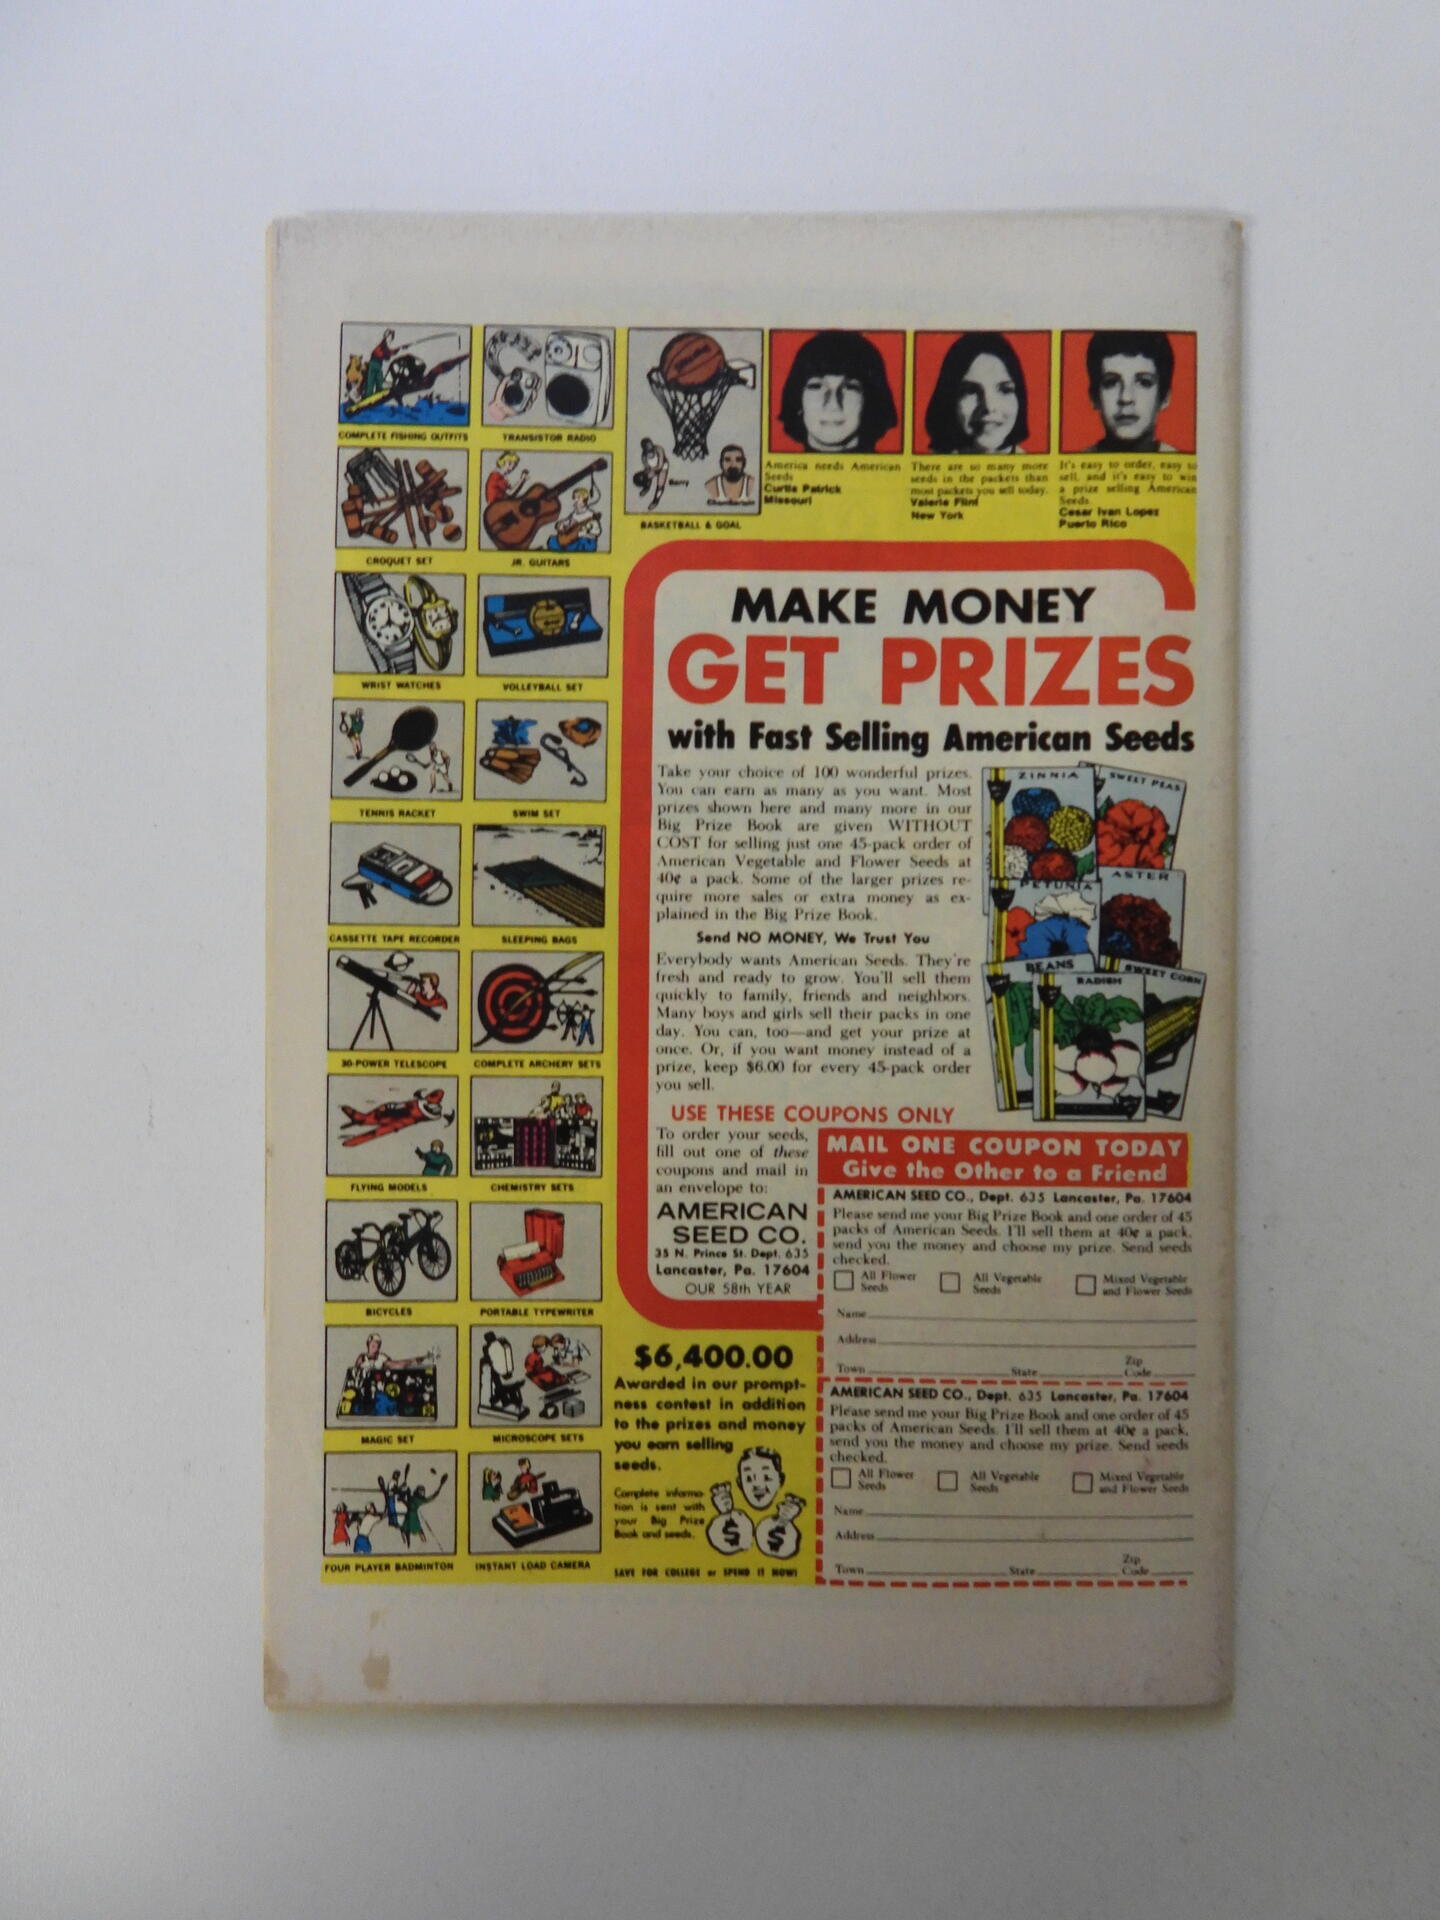 COMPLETE FISHING OUTFITS
TRANSISTOR RADIO
CROQUET SET
JR. GUITARS
WRIST WATCHES
VOLLEYBALL SET
TENNIS RACKET
SWIM SET
CASSETTE TAPE RECORDER
SLEEPING BAGS
30-POWER TELESCOPE
COMPLETE ARCHERY SETS
FLYING MODELS
CHEMISTRY SETS
BICYCLES
PORTABLE TYPEWRITER
MAGIC SET
MICROSCOPE SETS
FOUR PLAYER BADMINTON
INSTANT LOAD CAMERA
Barry
Chamberlain
BASKETBALL & GOAL
America needs American
Seeds
Curtis Patrick
Missouri
There are so many more
seeds in the packets than
most packets you sell today.
Valerie Flint
New York
It's easy to order, easy to
sell, and it's easy to win
a prize selling American
Seeds.
Cesar Ivan Lopez
Puerto Rico
MAKE MONEY
GET PRIZES
with Fast Selling American Seeds
Take your choice of 100 wonderful prizes.
You can earn as many as you want. Most
prizes shown here and many more in our
Big Prize Book are given WITHOUT
COST for selling just one 45-pack order of
American Vegetable and Flower Seeds at
40¢ a pack. Some of the larger prizes re-
quire more sales or extra money as ex-
plained in the Big Prize Book.
Send NO MONEY, We Trust You
Everybody wants American Seeds. They're
fresh and ready to grow. You'll sell them
quickly to family, friends and neighbors.
Many boys and girls sell their packs in one
day. You can, too—and get your prize at
once. Or, if you want money instead of a
prize, keep $6.00 for every 45-pack order
you sell.
ZINNIA
SWEET PEAS
PETUNIA
ASTER
BEANS
RADISH
SWEET CORN
USE THESE COUPONS ONLY
To order your seeds,
fill out one of these
coupons and mail in
an envelope to:
AMERICAN
SEED CO.
35 N. Prince St. Dept. 635
Lancaster, Pa. 17604
OUR 58th YEAR
$6,400.00
Awarded in our prompt-
ness contest in addition
to the prizes and money
you earn selling
seeds.
Complete informa-
tion is sent with
your Big Prize
Book and seeds.
$ $
SAVE FOR COLLEGE or SPEND IT NOW!
MAIL ONE COUPON TODAY
Give the Other to a Friend
AMERICAN SEED CO., Dept. 635 Lancaster, Pa. 17604
Please send me your Big Prize Book and one order of 45
packs of American Seeds. I'll sell them at 40¢ a pack,
send you the money and choose my prize. Send seeds
checked.
All Flower
Seeds
All Vegetable
Seeds
Mixed Vegetable
and Flower Seeds
Name
Address
Town State Zip Code
AMERICAN SEED CO., Dept. 635 Lancaster, Pa. 17604
Please send me your Big Prize Book and one order of 45
packs of American Seeds. I'll sell them at 40¢ a pack,
send you the money and choose my prize. Send seeds
checked.
All Flower
Seeds
All Vegetable
Seeds
Mixed Vegetable
and Flower Seeds
Name
Address
Town State Zip Code